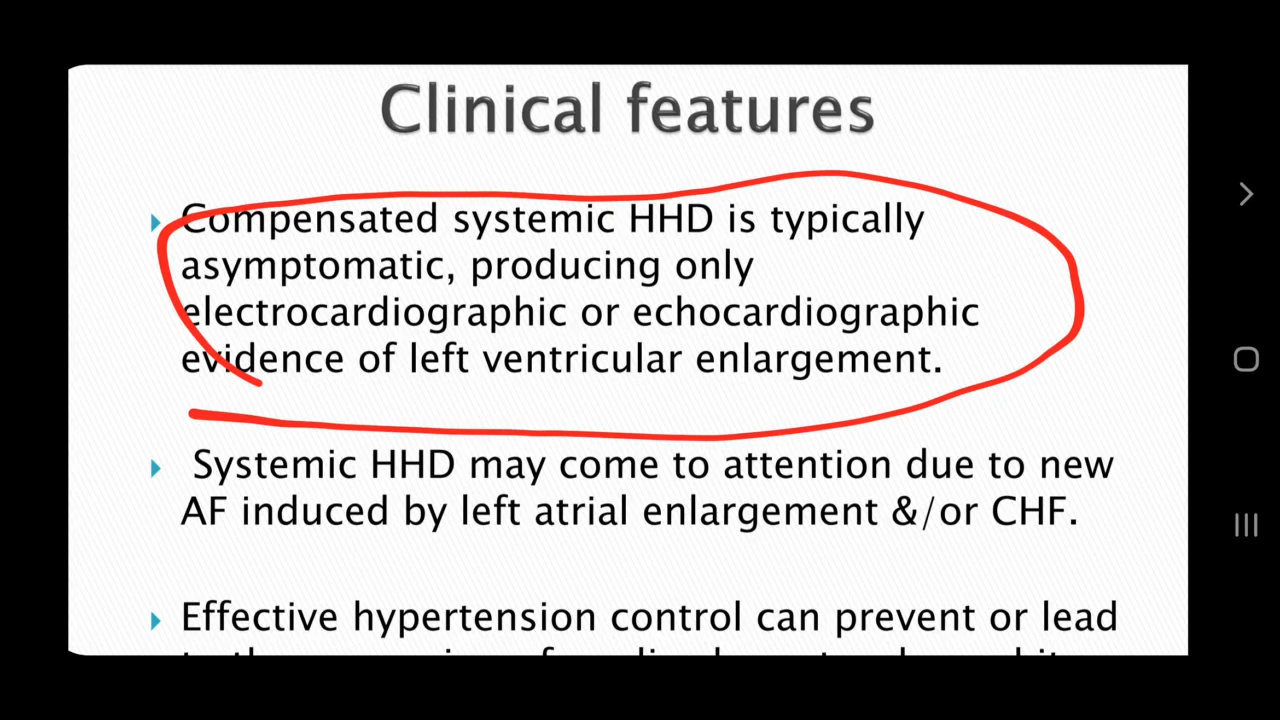 Clinical features
Compensated systemic HHD is typically
asymptomatic, producing only
electrocardiographic or echocardiographic
evidence of left ventricular enlargement.
Systemic HHD may come to attention due to new
AF induced by left atrial enlargement &/or CHF.
Effective hypertension control can prevent or lead